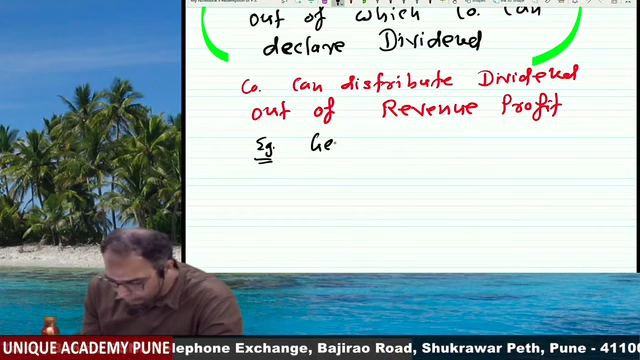 out of which Co. can
declare Dividend
Co. Can distribute Dividend
out of Revenue Profit
Eg. Ge
UNIQUE ACADEMY PUNE
lephone Exchange, Bajirao Road, Shukrawar Peth, Pune - 41100